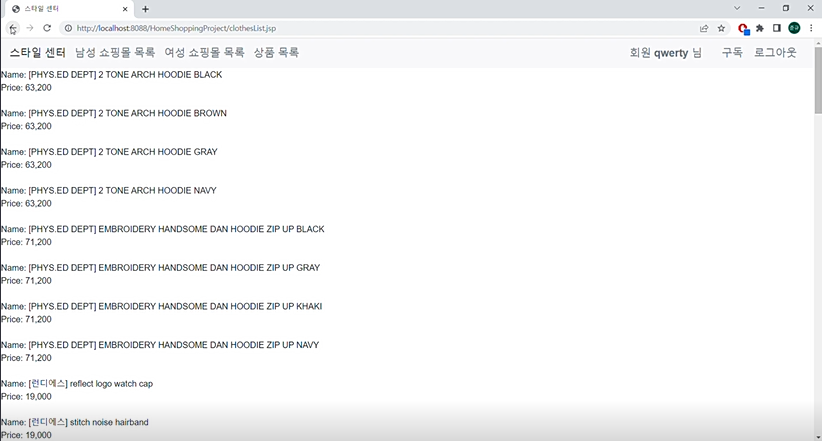 스타일 센터
http://localhost:8088/HomeShoppingProject/clothesList.jsp
스타일 센터 남성 쇼핑몰 목록 여성 쇼핑몰 목록 상품 목록 회원 qwerty 님 구독 로그아웃
Name: [PHYS.ED DEPT] 2 TONE ARCH HOODIE BLACK
Price: 63,200
Name: [PHYS.ED DEPT] 2 TONE ARCH HOODIE BROWN
Price: 63,200
Name: [PHYS.ED DEPT] 2 TONE ARCH HOODIE GRAY
Price: 63,200
Name: [PHYS.ED DEPT] 2 TONE ARCH HOODIE NAVY
Price: 63,200
Name: [PHYS.ED DEPT] EMBROIDERY HANDSOME DAN HOODIE ZIP UP BLACK
Price: 71,200
Name: [PHYS.ED DEPT] EMBROIDERY HANDSOME DAN HOODIE ZIP UP GRAY
Price: 71,200
Name: [PHYS.ED DEPT] EMBROIDERY HANDSOME DAN HOODIE ZIP UP KHAKI
Price: 71,200
Name: [PHYS.ED DEPT] EMBROIDERY HANDSOME DAN HOODIE ZIP UP NAVY
Price: 71,200
Name: [런디에스] reflect logo watch cap
Price: 19,000
Name: [런디에스] stitch noise hairband
Price: 19,000